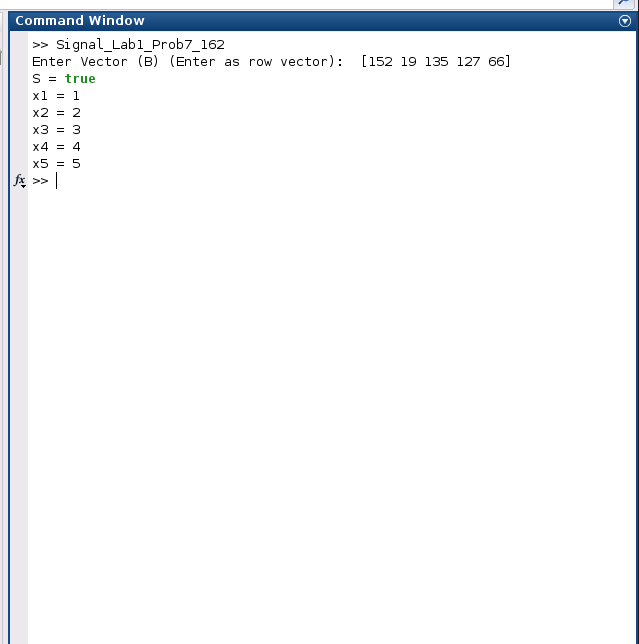 Command Window
>> Signal_Lab1_Prob7_162
Enter Vector (B) (Enter as row vector):  [152 19 135 127 66]
S = true
x1 = 1
x2 = 2
x3 = 3
x4 = 4
x5 = 5
fx >>